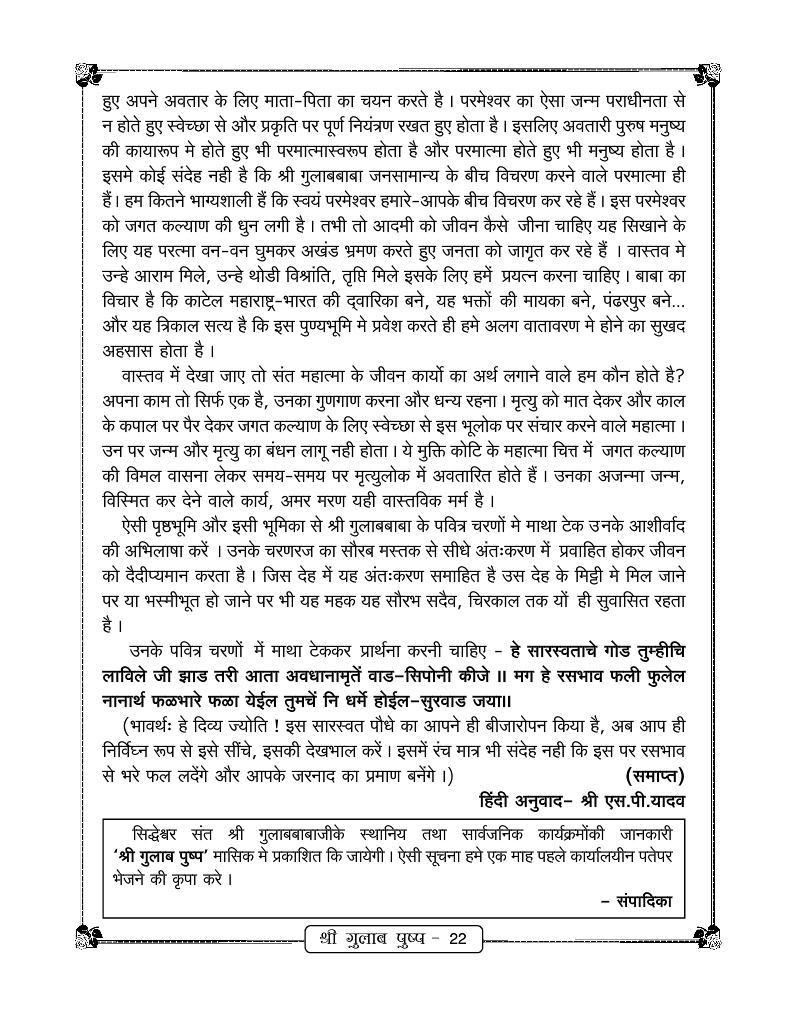 हुए अपने अवतार के लिए माता-पिता का चयन करते है । परमेश्वर का ऐसा जन्म पराधीनता से
न होते हुए स्वेच्छा से और प्रकृति पर पूर्ण नियंत्रण रखत हुए होता है । इसलिए अवतारी पुरुष मनुष्य
की कायारूप मे होते हुए भी परमात्मास्वरूप होता है और परमात्मा होते हुए भी मनुष्य होता है ।
इसमे कोई संदेह नही है कि श्री गुलाबबाबा जनसामान्य के बीच विचरण करने वाले परमात्मा ही
हैं। हम कितने भाग्यशाली हैं कि स्वयं परमेश्वर हमारे-आपके बीच विचरण कर रहे हैं । इस परमेश्वर
को जगत कल्याण की धुन लगी है । तभी तो आदमी को जीवन कैसे जीना चाहिए यह सिखाने के
लिए यह परत्मा वन-वन घुमकर अखंड भ्रमण करते हुए जनता को जागृत कर रहे हैं । वास्तव मे
उन्हे आराम मिले, उन्हे थोडी विश्रांति, तृप्ति मिले इसके लिए हमें प्रयत्न करना चाहिए । बाबा का
विचार है कि काटेल महाराष्ट्र-भारत की द्वारिका बने, यह भक्तों की मायका बने, पंढरपुर बने...
और यह त्रिकाल सत्य है कि इस पुण्यभूमि मे प्रवेश करते ही हमे अलग वातावरण मे होने का सुखद
अहसास होता है ।
वास्तव में देखा जाए तो संत महात्मा के जीवन कार्यो का अर्थ लगाने वाले हम कौन होते है?
अपना काम तो सिर्फ एक है, उनका गुणगाण करना और धन्य रहना । मृत्यु को मात देकर और काल
के कपाल पर पैर देकर जगत कल्याण के लिए स्वेच्छा से इस भूलोक पर संचार करने वाले महात्मा ।
उन पर जन्म और मृत्यु का बंधन लागू नही होता । ये मुक्ति कोटि के महात्मा चित्त में जगत कल्याण
की विमल वासना लेकर समय-समय पर मृत्युलोक में अवतारित होते हैं । उनका अजन्मा जन्म,
विस्मित कर देने वाले कार्य, अमर मरण यही वास्तविक मर्म है ।
ऐसी पृष्ठभूमि और इसी भूमिका से श्री गुलाबबाबा के पवित्र चरणों मे माथा टेक उनके आशीर्वाद
की अभिलाषा करें । उनके चरणरज का सौरब मस्तक से सीधे अंतःकरण में प्रवाहित होकर जीवन
को दैदीप्यमान करता है । जिस देह में यह अंतःकरण समाहित है उस देह के मिट्टी मे मिल जाने
पर या भस्मीभूत हो जाने पर भी यह महक यह सौरभ सदैव, चिरकाल तक यों ही सुवासित रहता
है ।
उनके पवित्र चरणों में माथा टेककर प्रार्थना करनी चाहिए - हे सारस्वताचे गोड तुम्हीचि
लाविले जी झाड तरी आता अवधानामृतें वाड-सिपोनी कीजे ॥ मग हे रसभाव फली फुलेल
नानार्थ फळभारे फळा येईल तुमचें नि धर्मे होईल-सुरवाड जया॥
(भावर्थः हे दिव्य ज्योति ! इस सारस्वत पौधे का आपने ही बीजारोपन किया है, अब आप ही
निर्विघ्न रूप से इसे सींचे, इसकी देखभाल करें । इसमें रंच मात्र भी संदेह नही कि इस पर रसभाव
से भरे फल लदेंगे और आपके जरनाद का प्रमाण बनेंगे ।) (समाप्त)
हिंदी अनुवाद- श्री एस.पी.यादव
सिद्धेश्वर संत श्री गुलाबबाबाजीके स्थानिय तथा सार्वजनिक कार्यक्रमोंकी जानकारी
‘श्री गुलाब पुष्प’ मासिक मे प्रकाशित कि जायेगी । ऐसी सूचना हमे एक माह पहले कार्यालयीन पतेपर
भेजने की कृपा करे ।
- संपादिका
श्री गुलाब पुष्प - 22